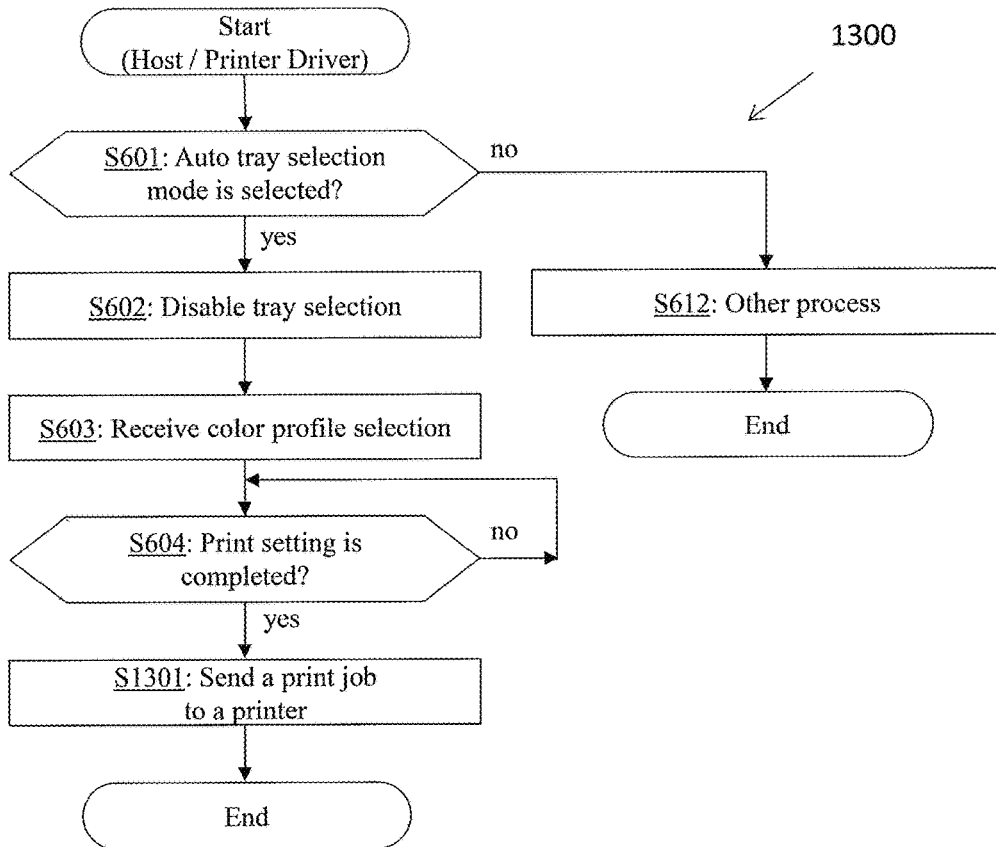 Start
(Host / Printer Driver)
1300
S601: Auto tray selection
mode is selected?
no
yes
S602: Disable tray selection
S612: Other process
S603: Receive color profile selection
End
S604: Print setting is
completed?
no
yes
S1301: Send a print job
to a printer
End